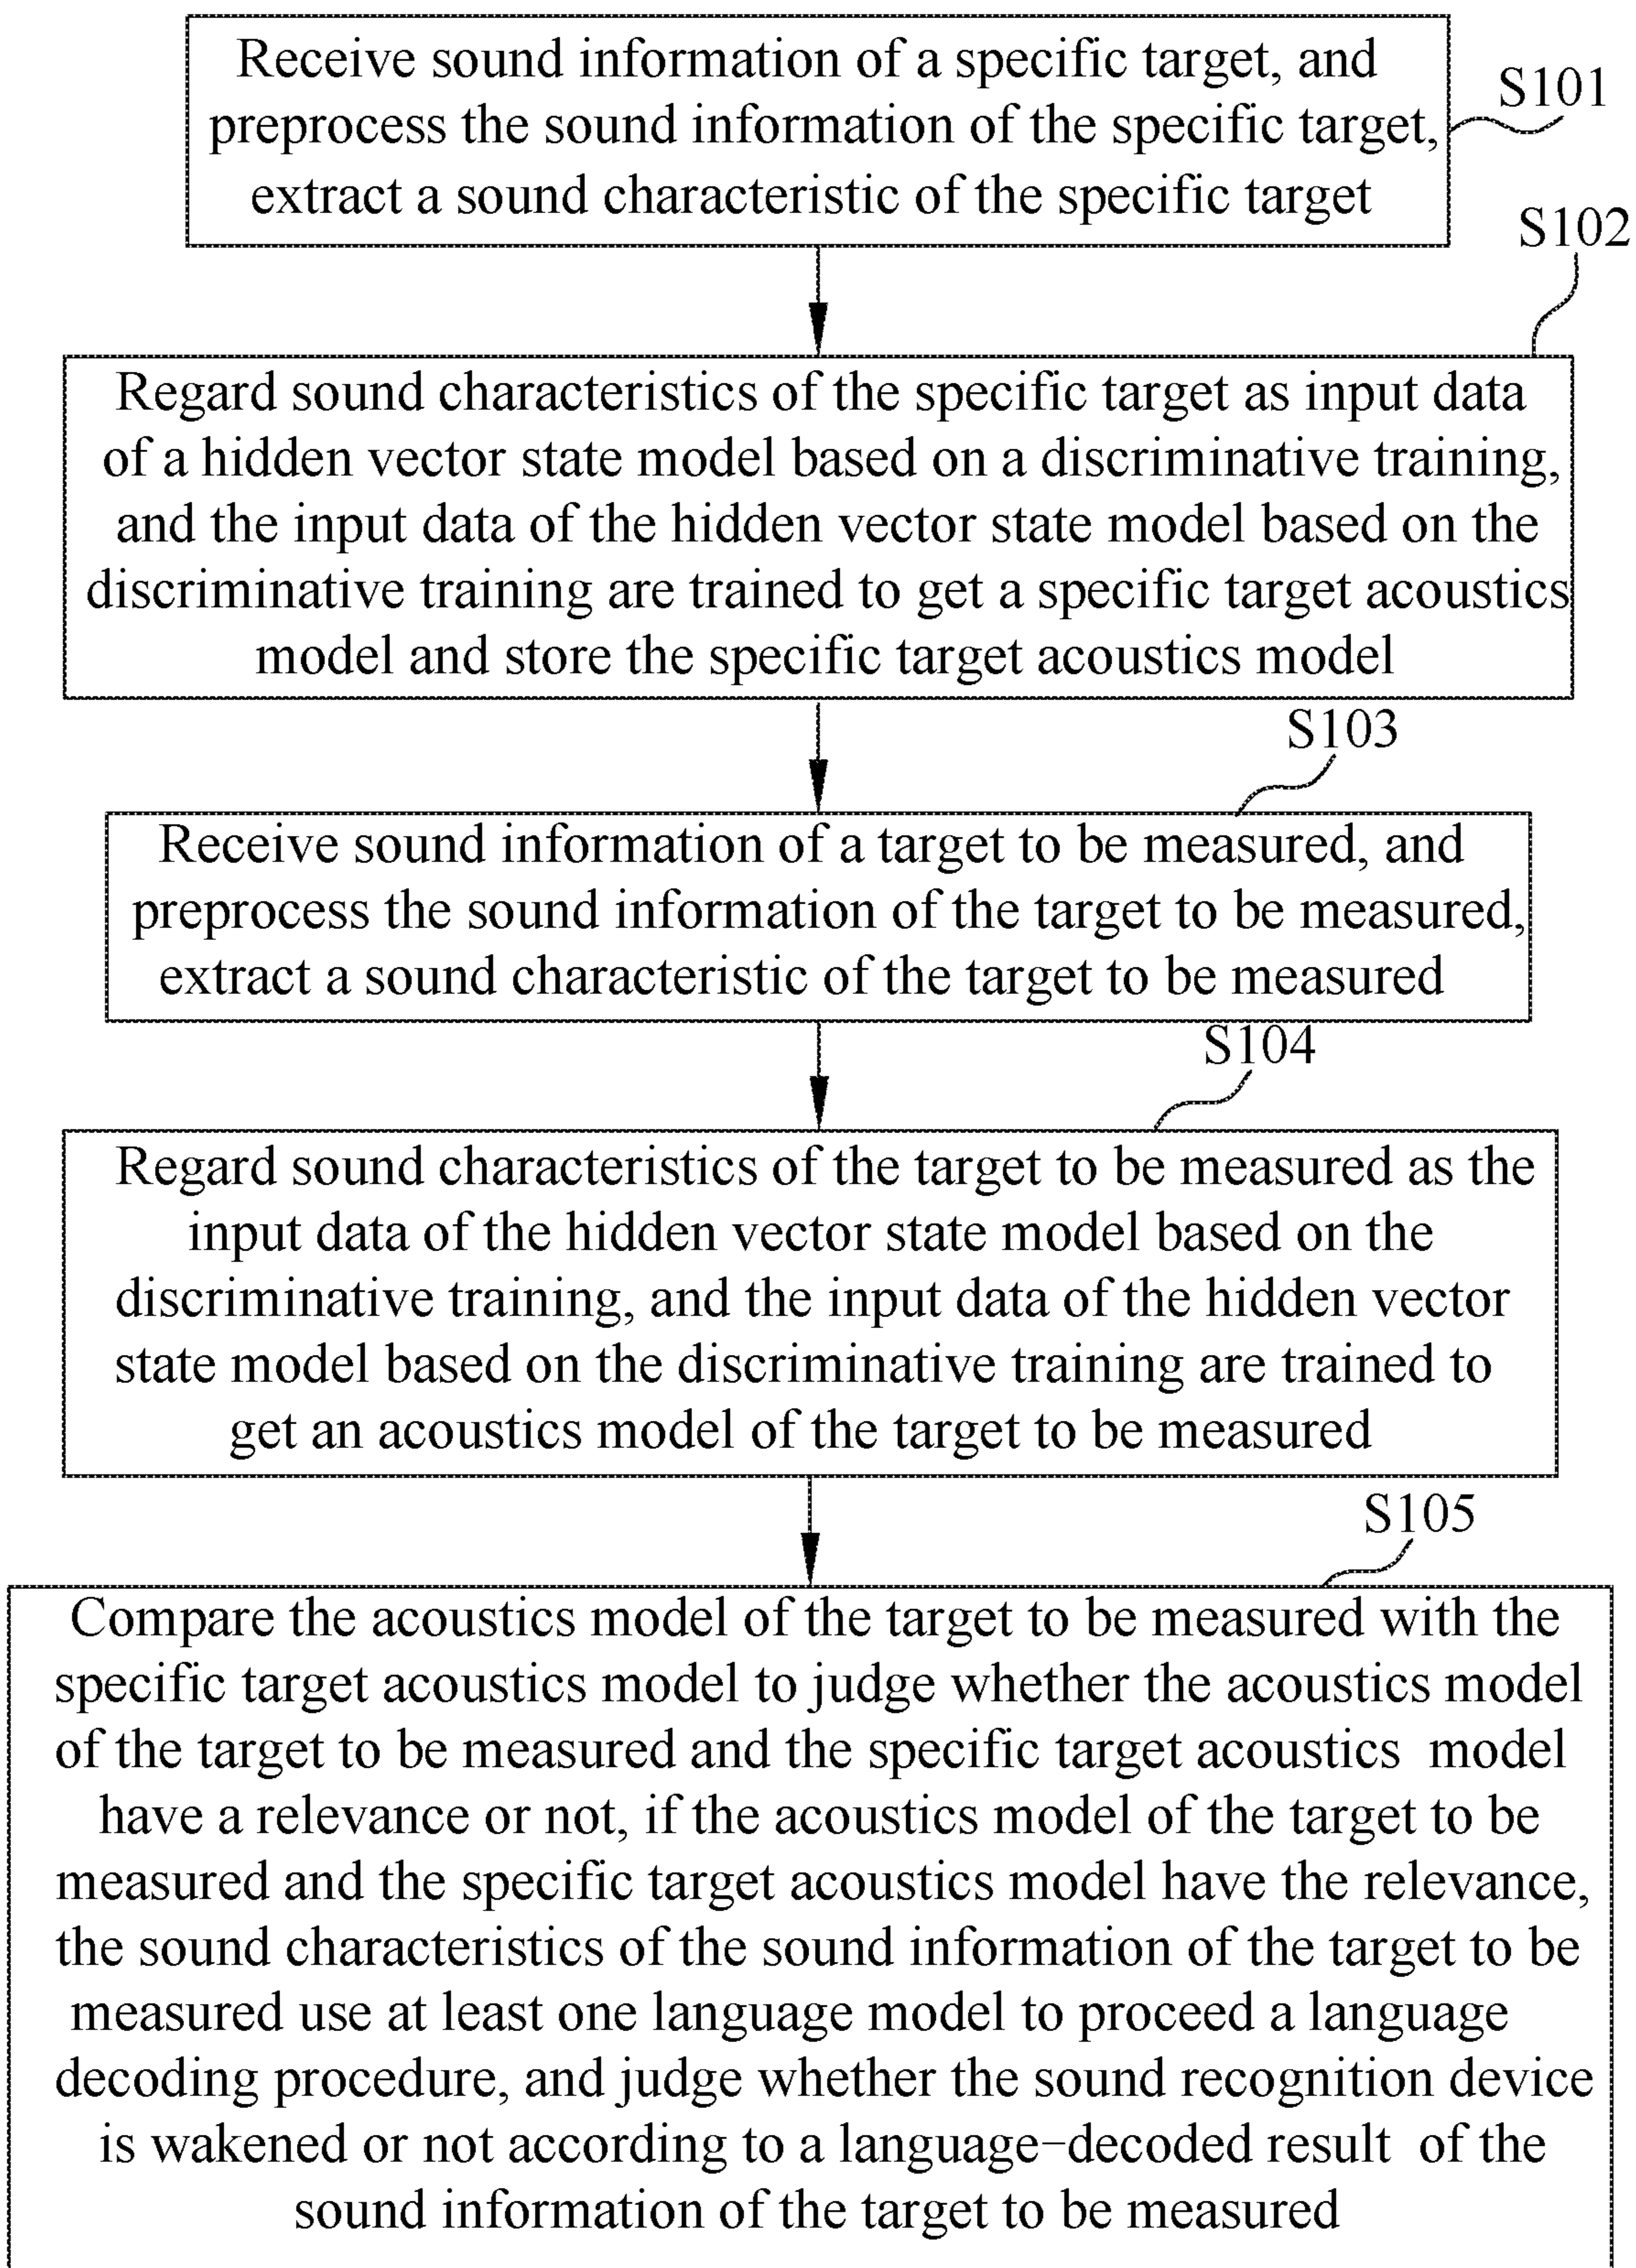 Receive sound information of a specific target, and
preprocess the sound information of the specific target,
extract a sound characteristic of the specific target
S101
S102
Regard sound characteristics of the specific target as input data
of a hidden vector state model based on a discriminative training,
and the input data of the hidden vector state model based on the
discriminative training are trained to get a specific target acoustics
model and store the specific target acoustics model
S103
Receive sound information of a target to be measured, and
preprocess the sound information of the target to be measured,
extract a sound characteristic of the target to be measured
S104
Regard sound characteristics of the target to be measured as the
input data of the hidden vector state model based on the
discriminative training, and the input data of the hidden vector
state model based on the discriminative training are trained to
get an acoustics model of the target to be measured
S105
Compare the acoustics model of the target to be measured with the
specific target acoustics model to judge whether the acoustics model
of the target to be measured and the specific target acoustics model
have a relevance or not, if the acoustics model of the target to be
measured and the specific target acoustics model have the relevance,
the sound characteristics of the sound information of the target to be
measured use at least one language model to proceed a language
decoding procedure, and judge whether the sound recognition device
is wakened or not according to a language-decoded result of the
sound information of the target to be measured